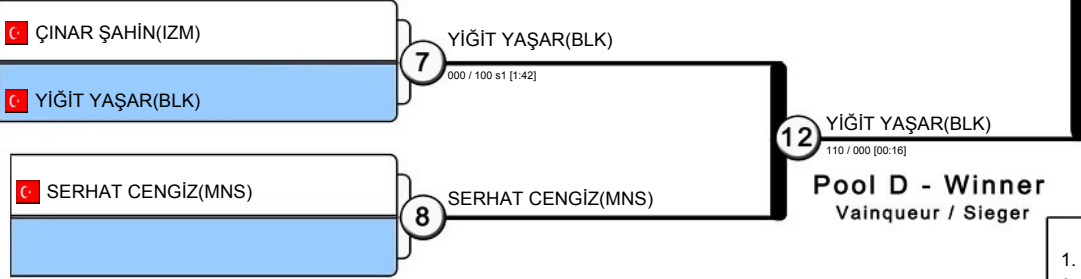 ÇINAR ŞAHİN(IZM)
YİĞİT YAŞAR(BLK)
7
YİĞİT YAŞAR(BLK)
000 / 100 s1 [1:42]
SERHAT CENGİZ(MNS)
8
SERHAT CENGİZ(MNS)
12
YİĞİT YAŞAR(BLK)
110 / 000 [00:16]
Pool D - Winner
Vainqueur / Sieger
1.